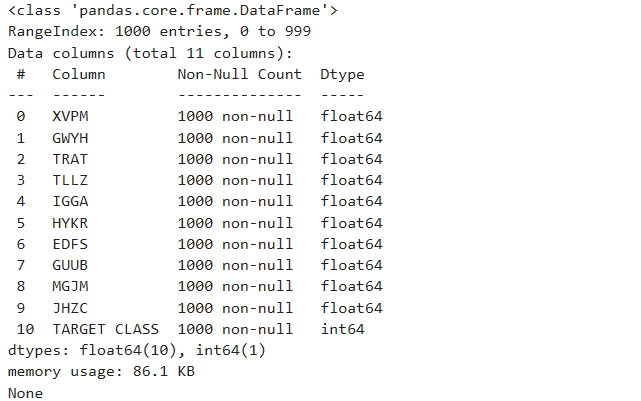 <class 'pandas.core.frame.DataFrame'>
RangeIndex: 1000 entries, 0 to 999
Data columns (total 11 columns):
 #   Column        Non-Null Count  Dtype
---  ------        --------------  -----
 0   XVPM          1000 non-null   float64
 1   GWYH          1000 non-null   float64
 2   TRAT          1000 non-null   float64
 3   TLLZ          1000 non-null   float64
 4   IGGA          1000 non-null   float64
 5   HYKR          1000 non-null   float64
 6   EDFS          1000 non-null   float64
 7   GUUB          1000 non-null   float64
 8   MGJM          1000 non-null   float64
 9   JHZC          1000 non-null   float64
 10  TARGET CLASS  1000 non-null   int64
dtypes: float64(10), int64(1)
memory usage: 86.1 KB
None